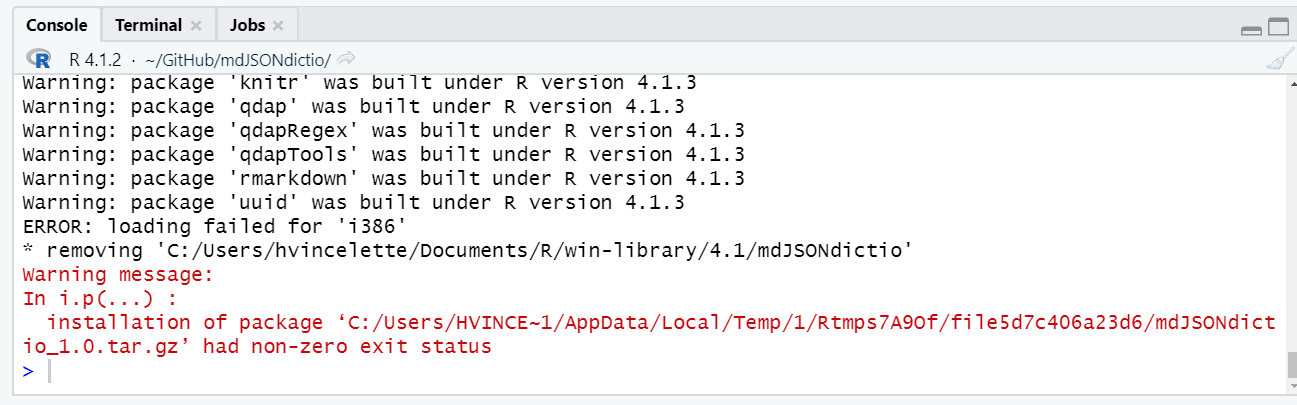 Console Terminal Jobs
R 4.1.2 · ~/GitHub/mdJSONdictio/
Warning: package 'knitr' was built under R version 4.1.3
Warning: package 'qdap' was built under R version 4.1.3
Warning: package 'qdapRegex' was built under R version 4.1.3
Warning: package 'qdapTools' was built under R version 4.1.3
Warning: package 'rmarkdown' was built under R version 4.1.3
Warning: package 'uuid' was built under R version 4.1.3
ERROR: loading failed for 'i386'
* removing 'C:/Users/hvincelette/Documents/R/win-library/4.1/mdJSONdictio'
Warning message:
In i.p(...) :
  installation of package ‘C:/Users/HVINCE~1/AppData/Local/Temp/1/Rtmps7A9Of/file5d7c406a23d6/mdJSONdict
io_1.0.tar.gz’ had non-zero exit status
>